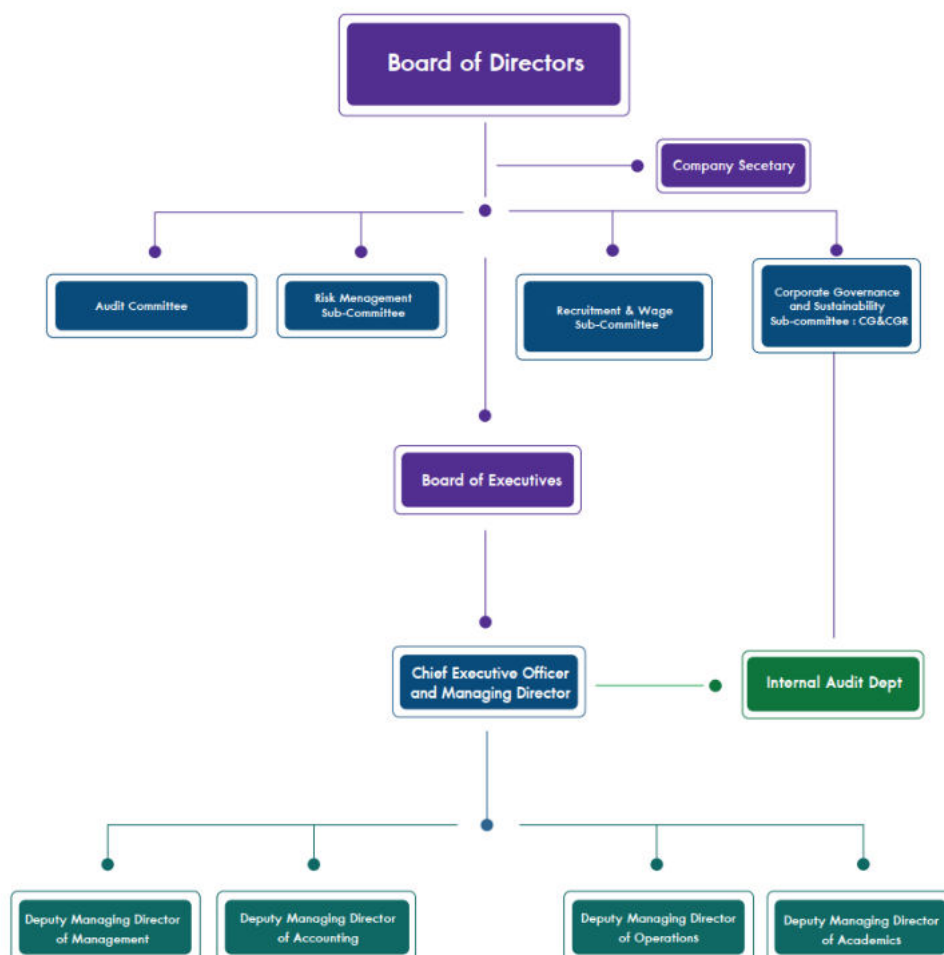 Board of Directors
Company Secetary
Audit Committee
Risk Menagement
Sub-Committee
Recruitment & Wage
Sub-Committee
Corporate Governance
and Sustainability
Sub-committee : CG&CGR
Board of Executives
Chief Executive Officer
and Managing Director
Internal Audit Dept
Deputy Managing Director
of Management
Deputy Managing Director
of Accounting
Deputy Managing Director
of Operations
Deputy Managing Director
of Academics